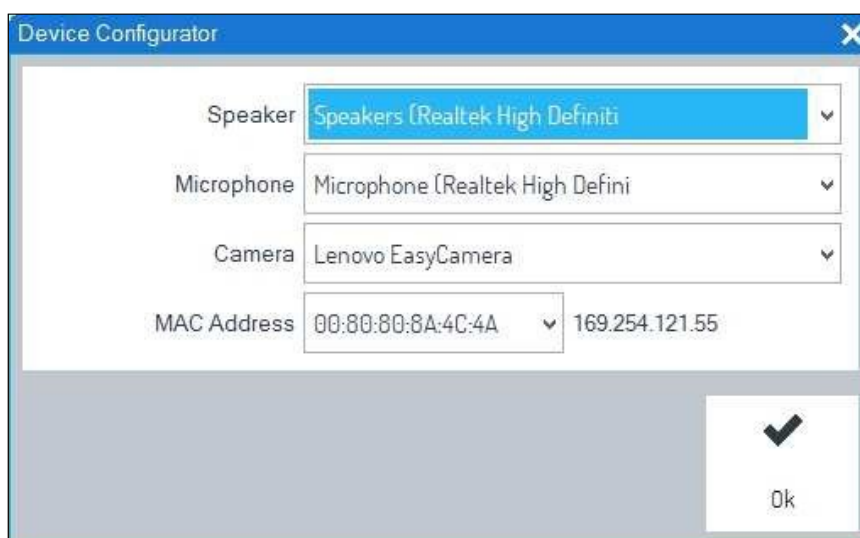 Device Configurator
Speaker Speakers (Realtek High Definiti
Microphone Microphone (Realtek High Defini
Camera Lenovo EasyCamera
MAC Address 00:80:80:8A:4C:4A 169.254.121.55
Ok